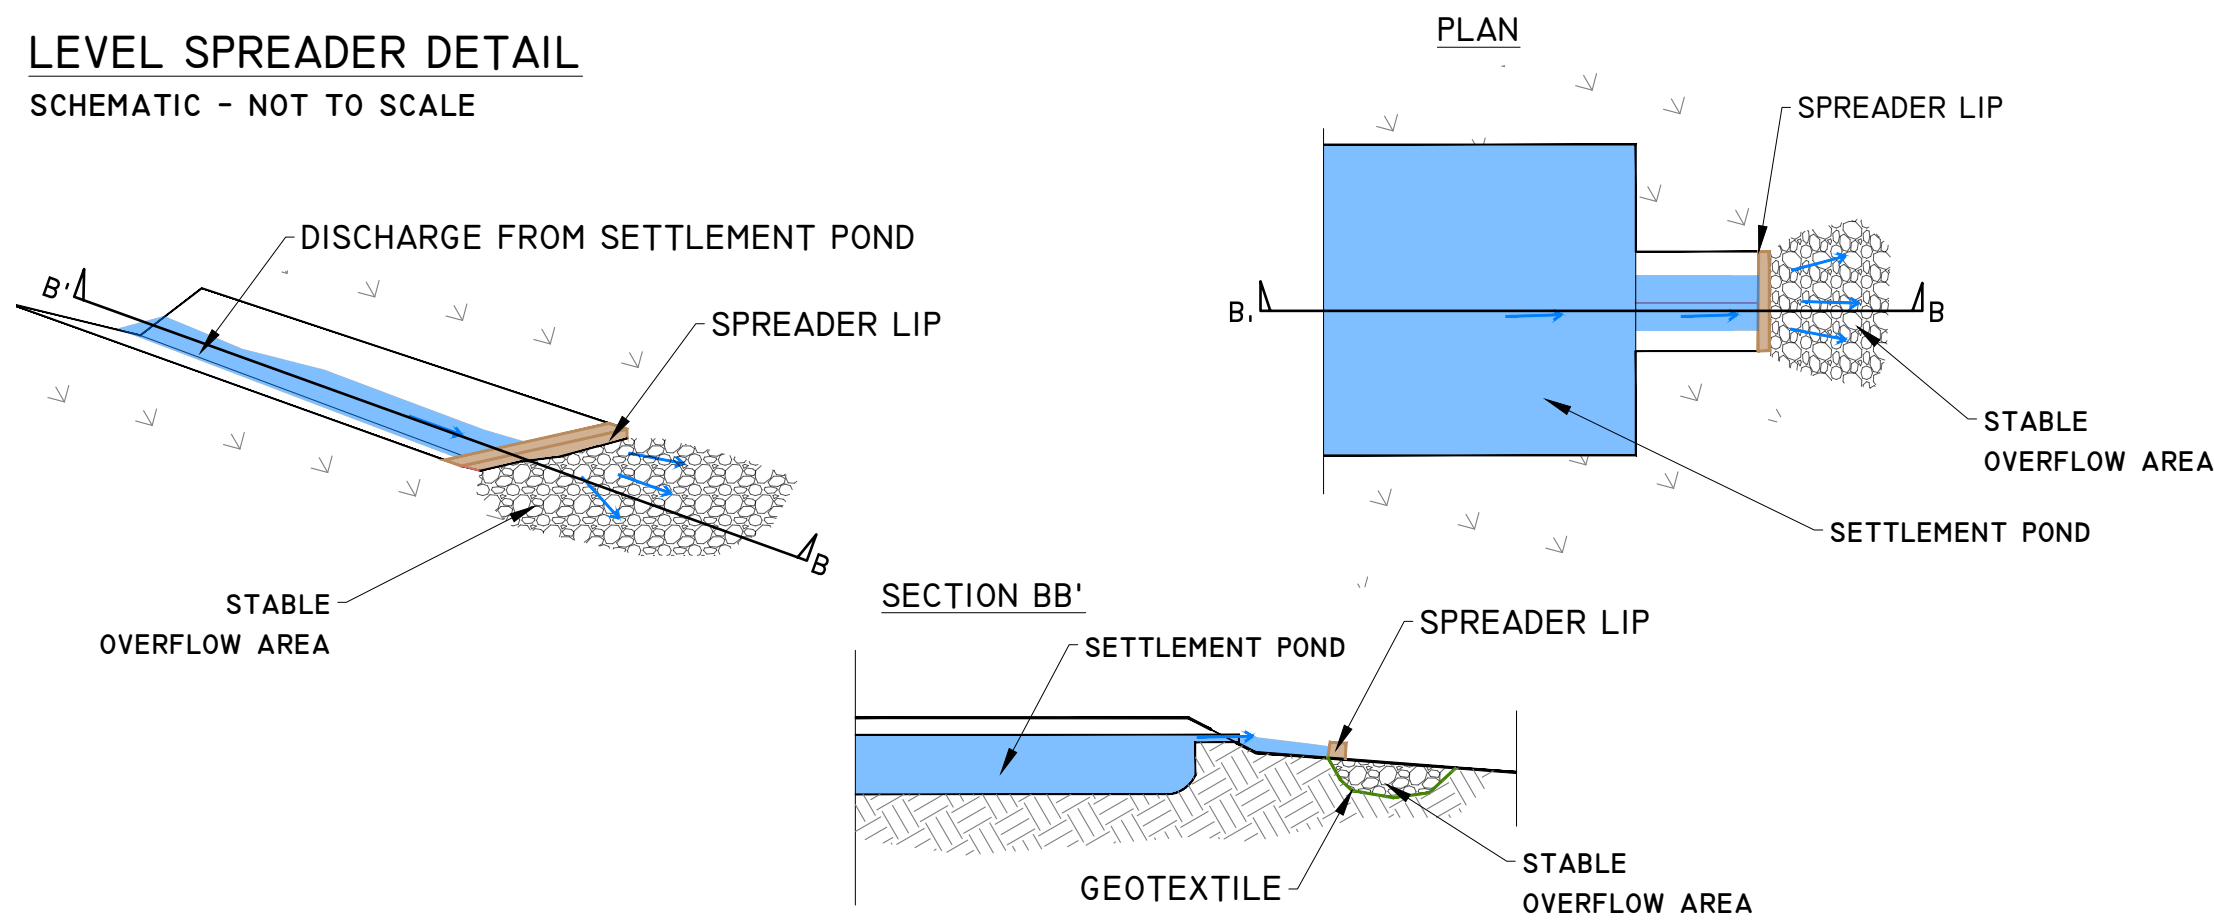 LEVEL SPREADER DETAIL
SCHEMATIC - NOT TO SCALE
DISCHARGE FROM SETTLEMENT POND
B'
SPREADER LIP
B
STABLE
OVERFLOW AREA
PLAN
SPREADER LIP
B'
B
STABLE
OVERFLOW AREA
SETTLEMENT POND
SECTION BB'
SPREADER LIP
SETTLEMENT POND
GEOTEXTILE
STABLE
OVERFLOW AREA